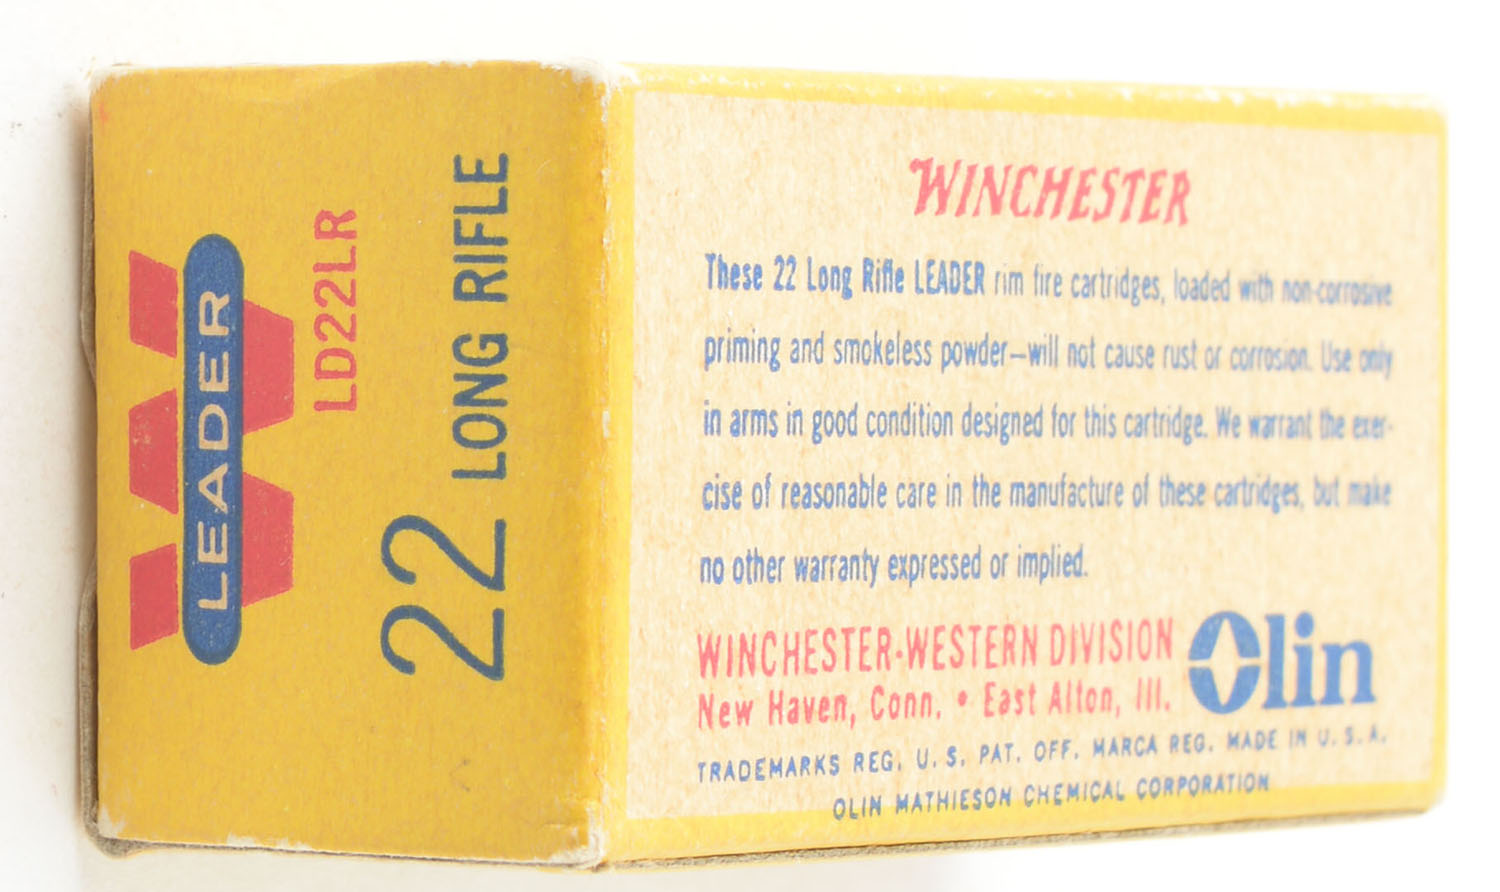 LEADER
LD22LR
22 LONG RIFLE
WINCHESTER
These 22 Long Rifle LEADER rim fire cartridges, loaded with non-corrosive
priming and smokeless powder—will not cause rust or corrosion. Use only
in arms in good condition designed for this cartridge. We warrant the exer-
cise of reasonable care in the manufacture of these cartridges, but make
no other warranty expressed or implied.
WINCHESTER-WESTERN DIVISION
New Haven, Conn. • East Alton, Ill.
Olin
TRADEMARKS REG. U. S. PAT. OFF. MARCA REG. MADE IN U. S. A.
OLIN MATHIESON CHEMICAL CORPORATION